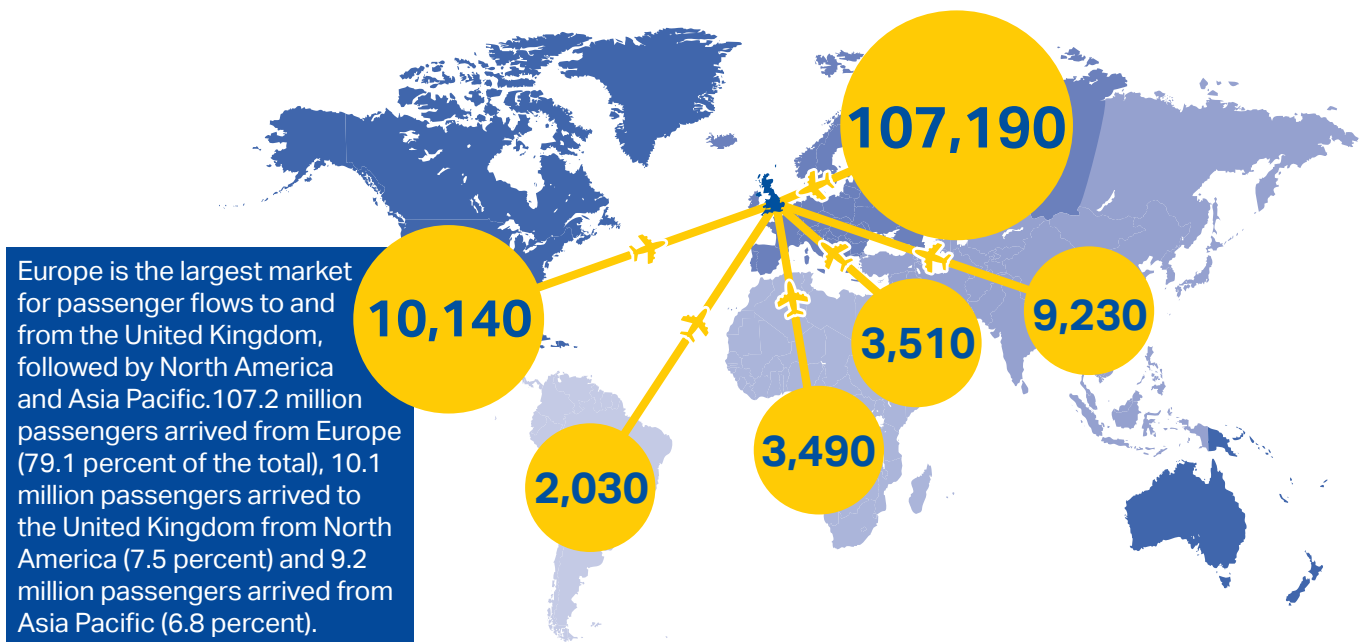 Europe is the largest market
for passenger flows to and
from the United Kingdom,
followed by North America
and Asia Pacific.107.2 million
passengers arrived from Europe
(79.1 percent of the total), 10.1
million passengers arrived to
the United Kingdom from North
America (7.5 percent) and 9.2
million passengers arrived from
Asia Pacific (6.8 percent).
107,190
10,140
9,230
3,510
3,490
2,030